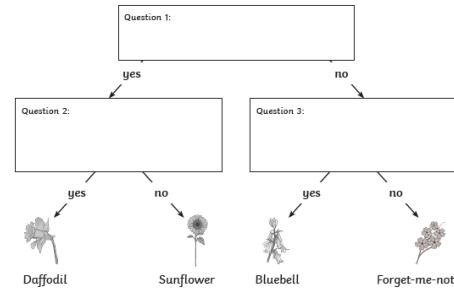 Question 1:
yes no
Question 2: Question 3:
yes no yes no
Daffodil Sunflower Bluebell Forget-me-not